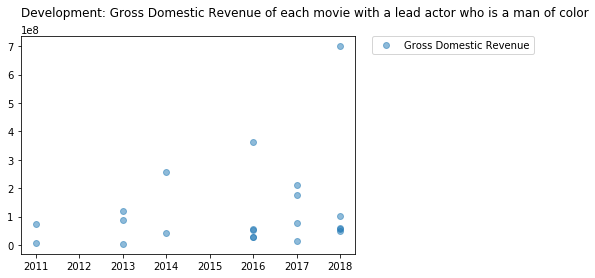 Development: Gross Domestic Revenue of each movie with a lead actor who is a man of color
1e8
Gross Domestic Revenue
7
6
5
4
3
2
1
0
2011 2012 2013 2014 2015 2016 2017 2018